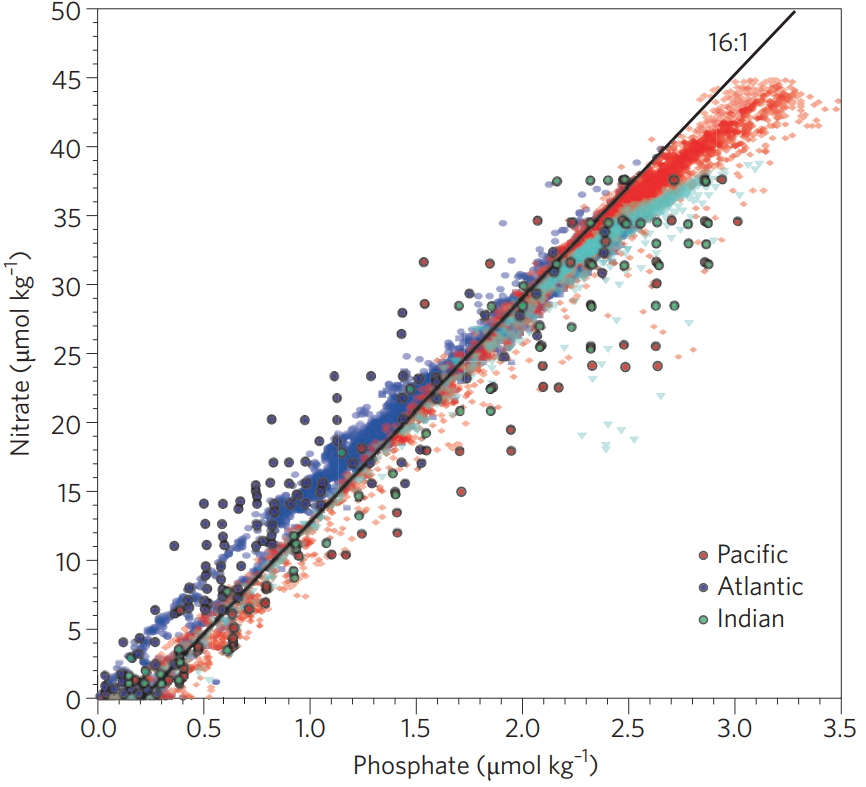 50
45
40
35
30
25
20
15
10
5
0
Nitrate (μmol kg⁻¹)
16:1
Pacific
Atlantic
Indian
0.0 0.5 1.0 1.5 2.0 2.5 3.0 3.5
Phosphate (μmol kg⁻¹)